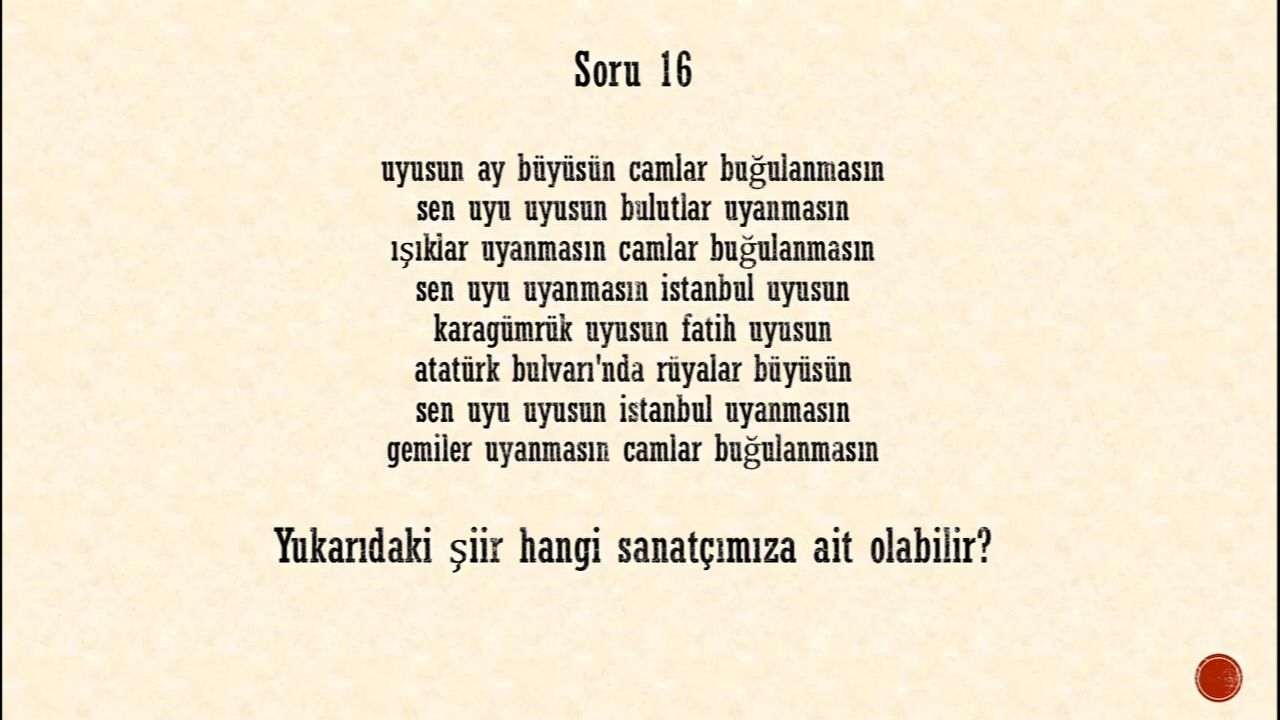 Soru 16
uyusun ay büyüsün camlar buğulanmasın
sen uyu uyusun bulutlar uyanmasın
ışıklar uyanmasın camlar buğulanmasın
sen uyu uyanmasın istanbul uyusun
karagümrük uyusun fatih uyusun
atatürk bulvarı'nda rüyalar büyüsün
sen uyu uyusun istanbul uyanmasın
gemiler uyanmasın camlar buğulanmasın
Yukarıdaki şiir hangi sanatçımıza ait olabilir?